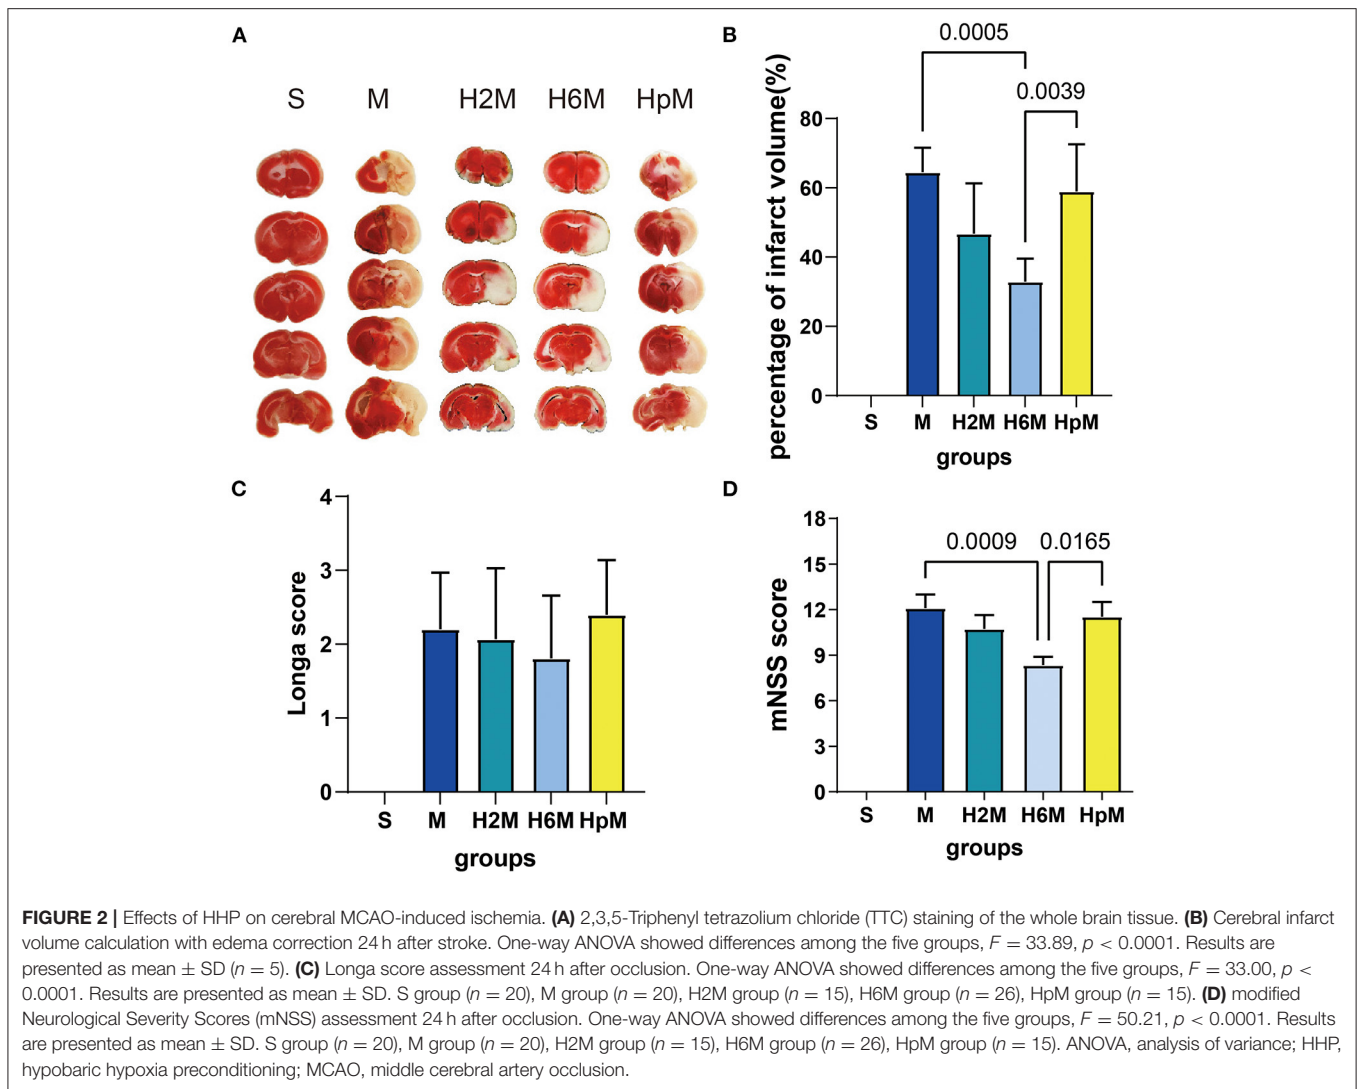 A
S M H2M H6M HpM
B
0.0005
0.0039
percentage of infarct volume(%)
80
60
40
20
0
S M H2M H6M HpM
groups
C
Longa score
4
3
2
1
0
S M H2M H6M HpM
groups
D
mNSS score
18
15
12
9
6
3
0
0.0009 0.0165
S M H2M H6M HpM
groups
FIGURE 2 | Effects of HHP on cerebral MCAO-induced ischemia. (A) 2,3,5-Triphenyl tetrazolium chloride (TTC) staining of the whole brain tissue. (B) Cerebral infarct
volume calculation with edema correction 24 h after stroke. One-way ANOVA showed differences among the five groups, F = 33.89, p < 0.0001. Results are
presented as mean ± SD (n = 5). (C) Longa score assessment 24 h after occlusion. One-way ANOVA showed differences among the five groups, F = 33.00, p <
0.0001. Results are presented as mean ± SD. S group (n = 20), M group (n = 20), H2M group (n = 15), H6M group (n = 26), HpM group (n = 15). (D) modified
Neurological Severity Scores (mNSS) assessment 24 h after occlusion. One-way ANOVA showed differences among the five groups, F = 50.21, p < 0.0001. Results
are presented as mean ± SD. S group (n = 20), M group (n = 20), H2M group (n = 15), H6M group (n = 26), HpM group (n = 15). ANOVA, analysis of variance; HHP,
hypobaric hypoxia preconditioning; MCAO, middle cerebral artery occlusion.